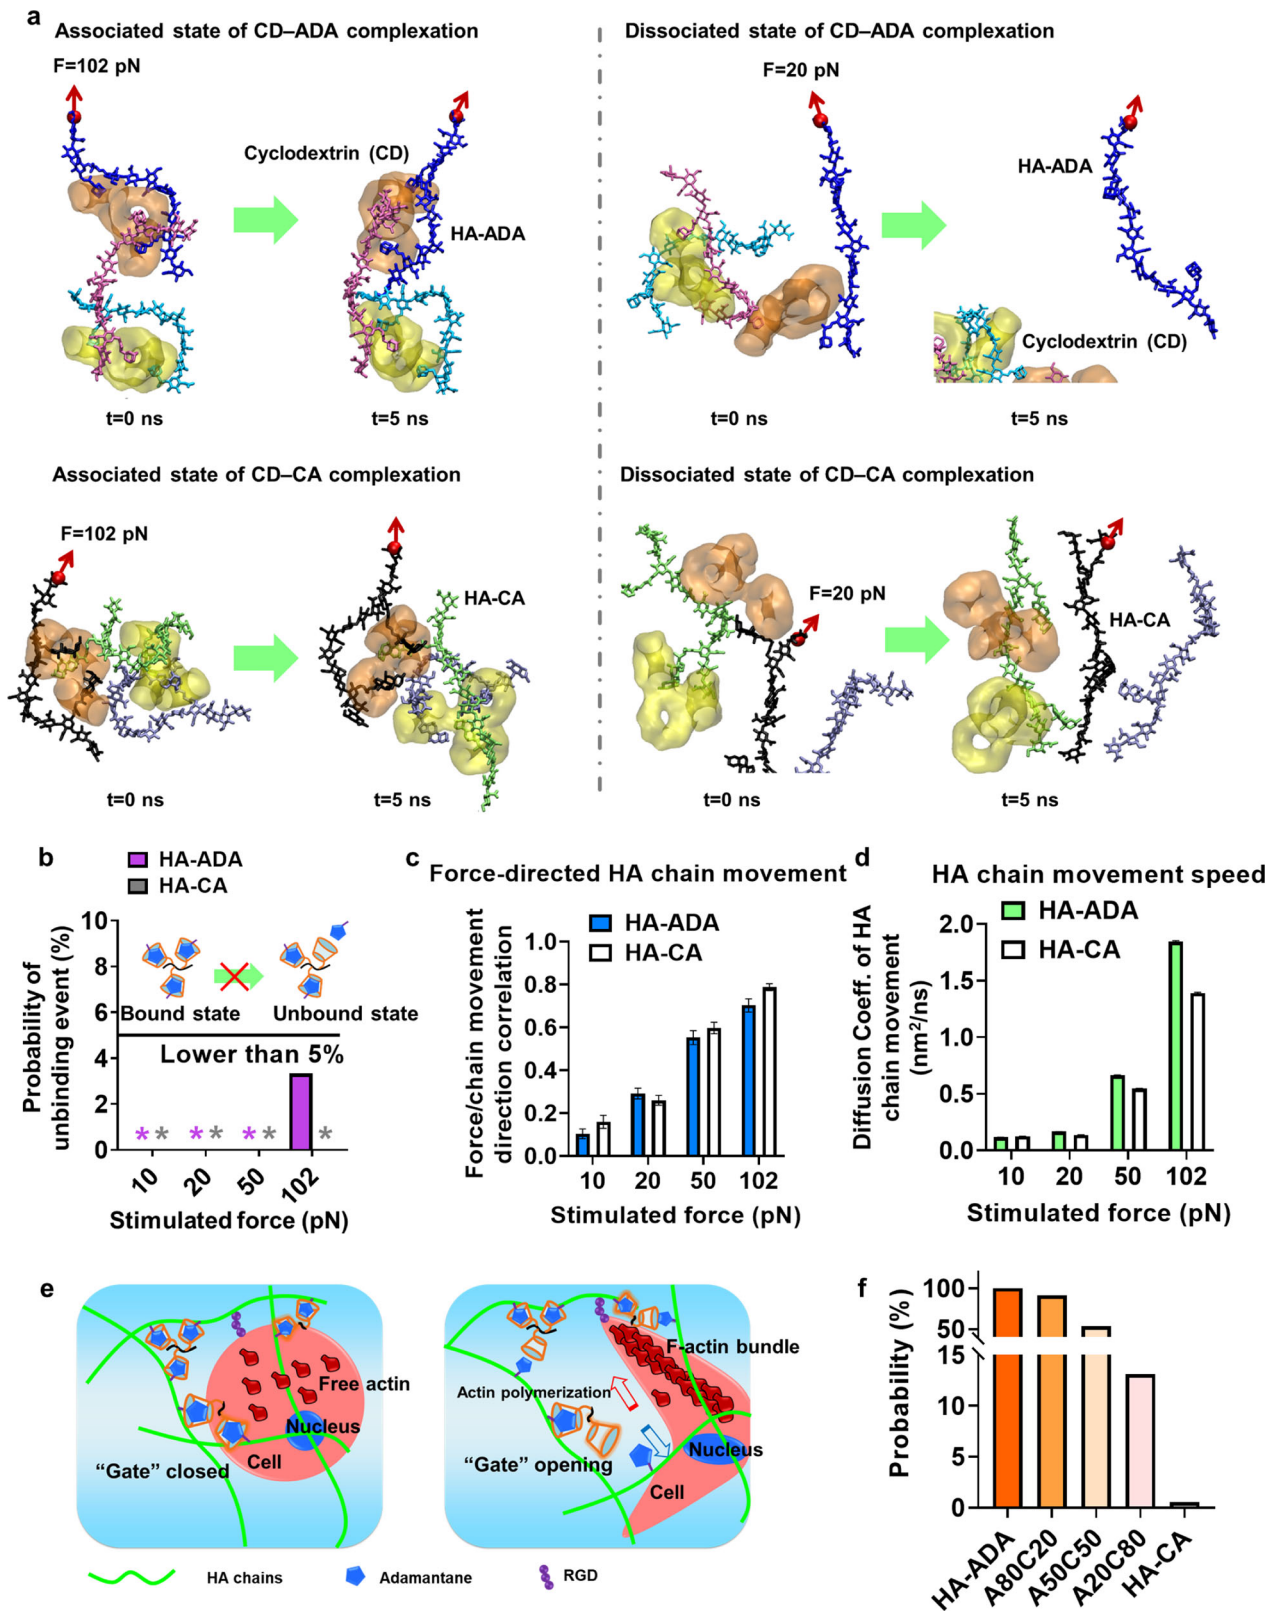 a
Associated state of CD–ADA complexation
Dissociated state of CD–ADA complexation
F=102 pN
F=20 pN
Cyclodextrin (CD)
HA-ADA
HA-ADA
Cyclodextrin (CD)
t=0 ns
t=5 ns
t=0 ns
t=5 ns
Associated state of CD–CA complexation
Dissociated state of CD–CA complexation
F=102 pN
HA-CA
F=20 pN
HA-CA
t=0 ns
t=5 ns
t=0 ns
t=5 ns
b
HA-ADA
HA-CA
Probability of
unbinding event (%)
10
8
6
4
2
0
Bound state
Unbound state
Lower than 5%
* * * * * * *
10
20
50
102
Stimulated force (pN)
c
Force-directed HA chain movement
HA-ADA
HA-CA
Force/chain movement
direction correlation
1.0
0.8
0.6
0.4
0.2
0.0
10
20
50
102
Stimulated force (pN)
d
HA chain movement speed
HA-ADA
HA-CA
Diffusion Coeff. of HA
chain movement
(nm²/ns)
2.0
1.5
1.0
0.5
0.0
10
20
50
102
Stimulated force (pN)
e
Free actin
Nucleus
Cell
“Gate” closed
F-actin bundle
Actin polymerization
Nucleus
“Gate” opening
Cell
HA chains
Adamantane
RGD
f
Probability (%)
100
50
15
10
5
0
HA-ADA
A80C20
A50C50
A20C80
HA-CA